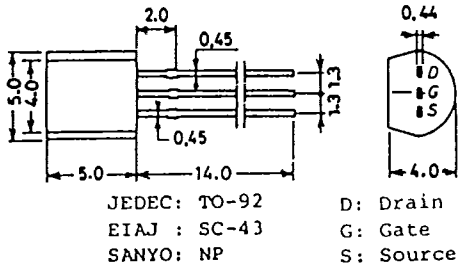 2.0
0,45
0.44
5.0
4.0
1.3
1.3
D
G
S
0,45
5.0
14.0
4.0
JEDEC: TO-92
EIAJ : SC-43
SANYO: NP
D: Drain
G: Gate
S: Source